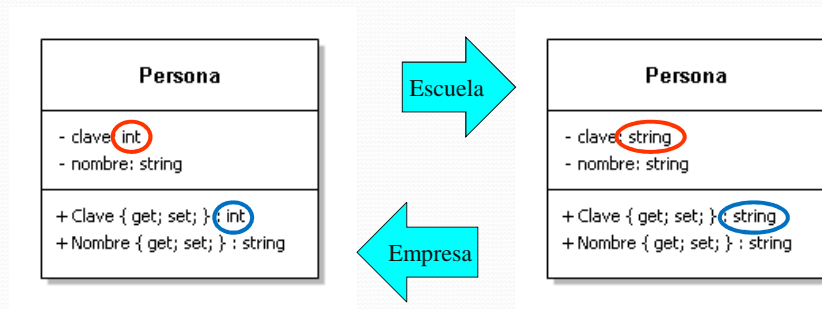 Persona
- clave: int
- nombre: string
+ Clave { get; set; } : int
+ Nombre { get; set; } : string
Escuela
Empresa
Persona
- clave: string
- nombre: string
+ Clave { get; set; } : string
+ Nombre { get; set; } : string